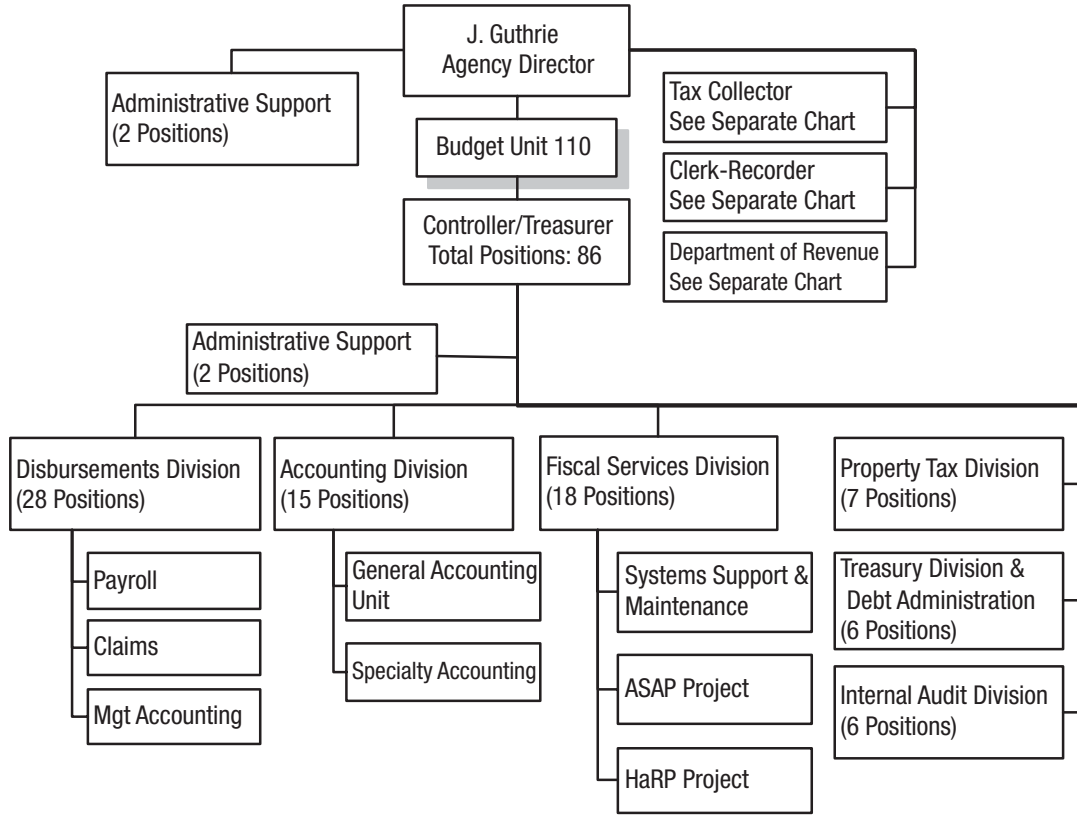 J. Guthrie
Agency Director
Administrative Support
(2 Positions)
Tax Collector
See Separate Chart
Budget Unit 110
Clerk-Recorder
See Separate Chart
Controller/Treasurer
Total Positions: 86
Department of Revenue
See Separate Chart
Administrative Support
(2 Positions)
Disbursements Division
(28 Positions)
Payroll
Claims
Mgt Accounting
Accounting Division
(15 Positions)
General Accounting
Unit
Specialty Accounting
Fiscal Services Division
(18 Positions)
Systems Support &
Maintenance
ASAP Project
HaRP Project
Property Tax Division
(7 Positions)
Treasury Division &
Debt Administration
(6 Positions)
Internal Audit Division
(6 Positions)